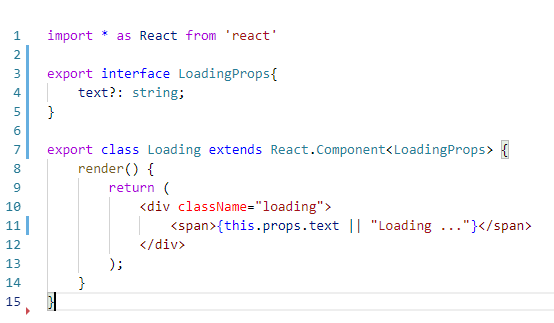 1 import * as React from 'react'
2
3 export interface LoadingProps{
4     text?: string;
5 }
6
7 export class Loading extends React.Component<LoadingProps> {
8     render() {
9         return (
10             <div className="loading">
11                 <span>{this.props.text || "Loading ..."}</span>
12             </div>
13         );
14     }
15 }